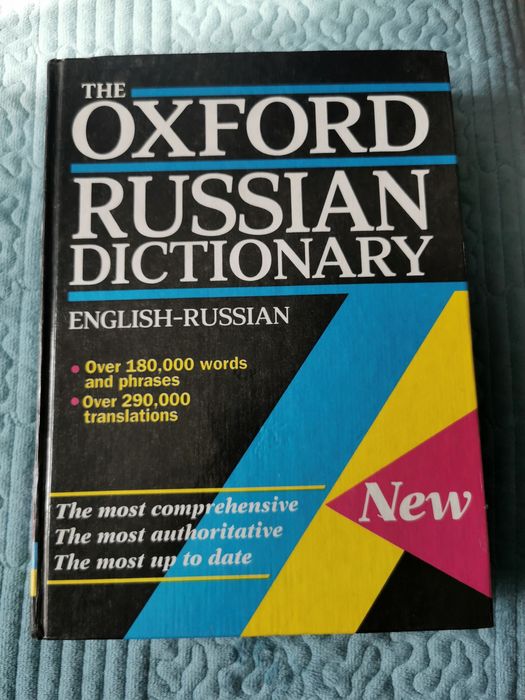 THE
OXFORD
RUSSIAN
DICTIONARY
ENGLISH-RUSSIAN
• Over 180,000 words
and phrases
• Over 290,000
translations
The most comprehensive
The most authoritative
The most up to date
New